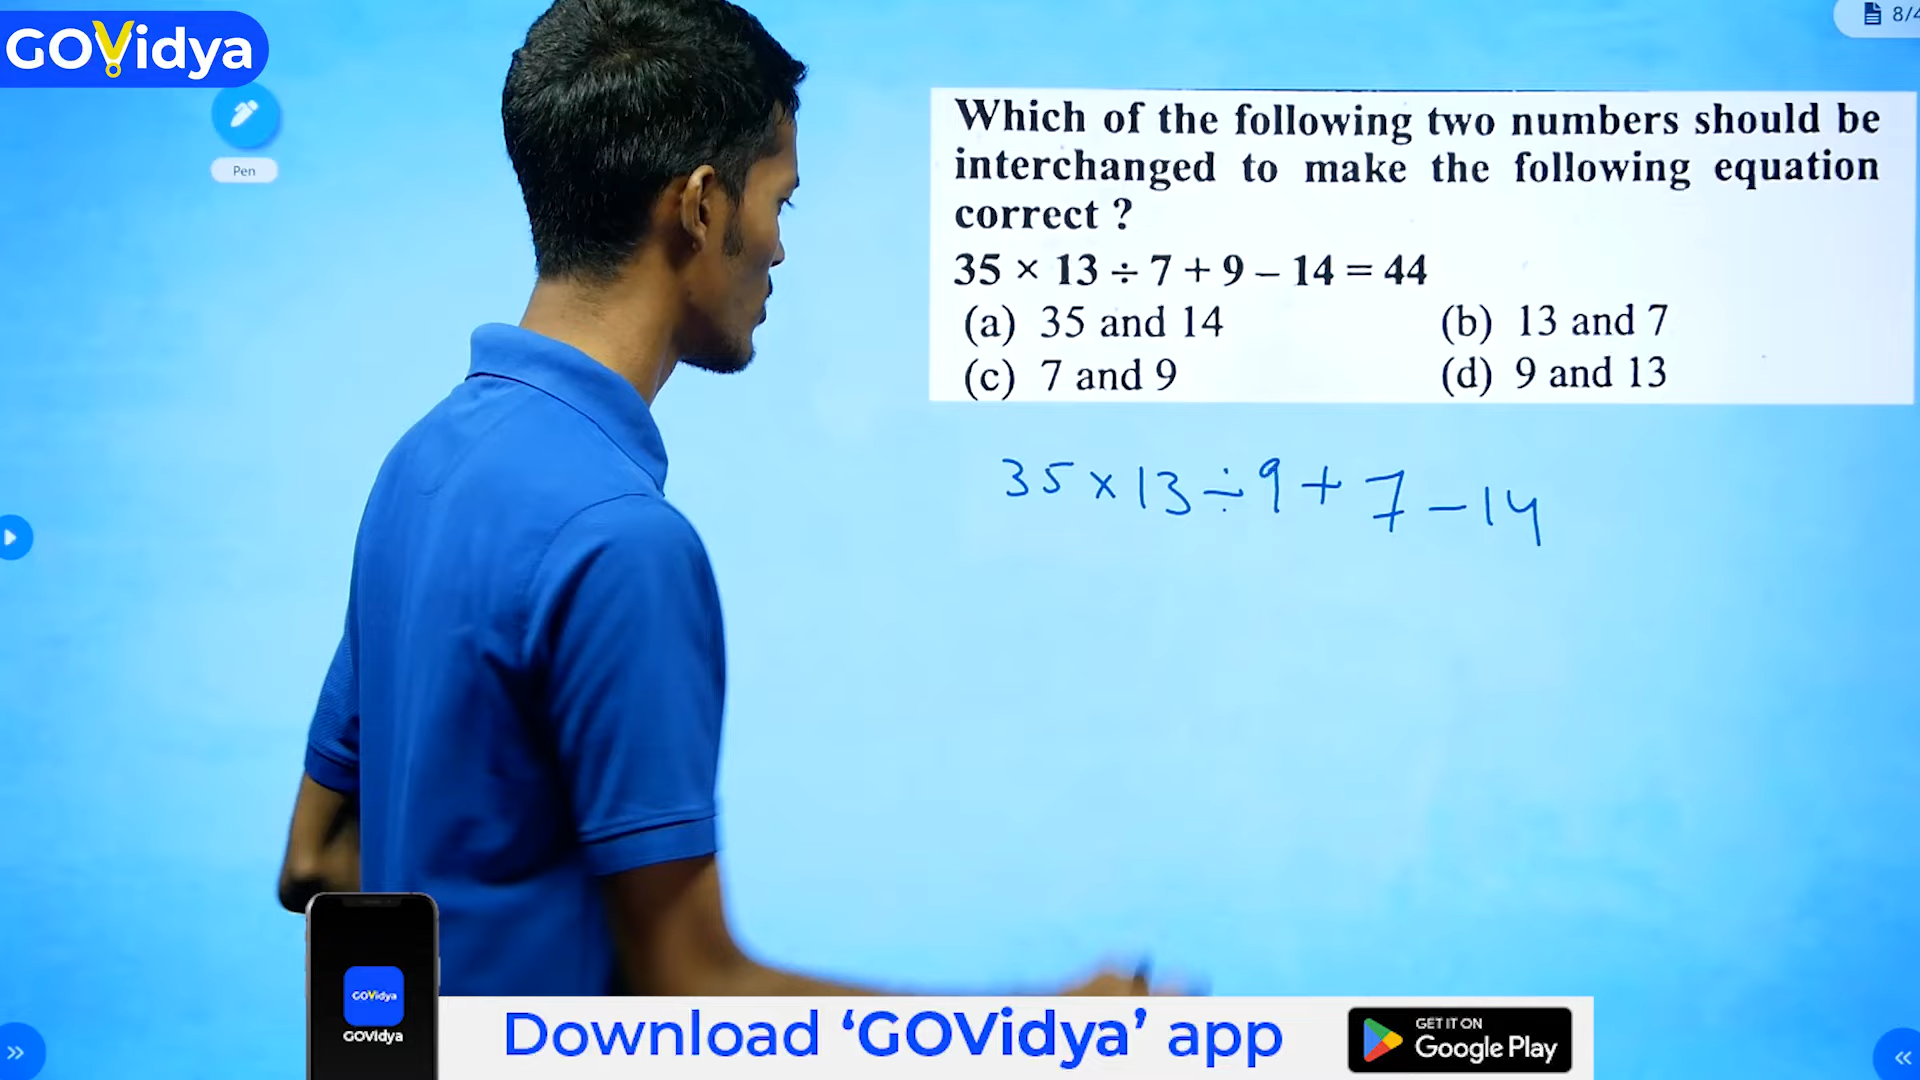 GOVidya
8/4
Pen
Which of the following two numbers should be
interchanged to make the following equation
correct ?
35 × 13 ÷ 7 + 9 – 14 = 44
(a) 35 and 14 (b) 13 and 7
(c) 7 and 9 (d) 9 and 13
35 × 13 ÷ 9 + 7 – 14
GOVidya
GOVidya
Download ‘GOVidya’ app
GET IT ON
Google Play